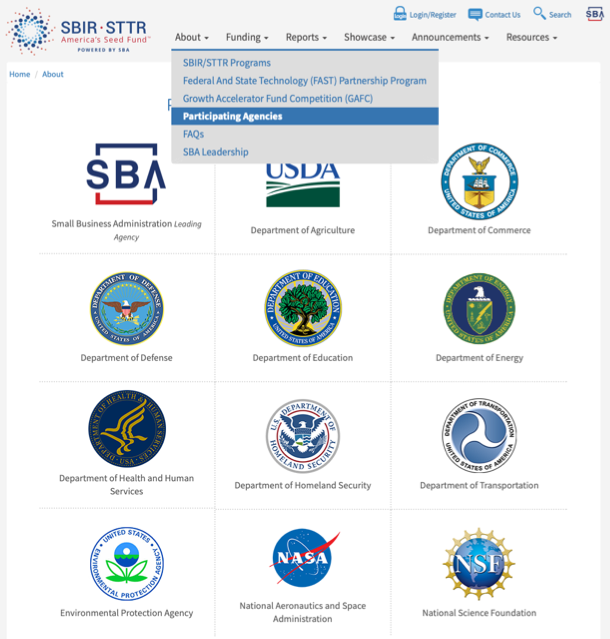 SBIR·STTR
America's Seed Fund™
POWERED BY SBA
Login/Register
Contact Us
Search
SBA
About
Funding
Reports
Showcase
Announcements
Resources
Home / About
SBIR/STTR Programs
Federal And State Technology (FAST) Partnership Program
Growth Accelerator Fund Competition (GAFC)
Participating Agencies
FAQs
SBA Leadership
SBA
Small Business Administration Leading
Agency
USDA
Department of Agriculture
DEPARTMENT OF COMMERCE
UNITED STATES OF AMERICA
Department of Commerce
DEPARTMENT OF DEFENSE
UNITED STATES OF AMERICA
Department of Defense
DEPARTMENT OF EDUCATION
UNITED STATES OF AMERICA
Department of Education
DEPARTMENT OF ENERGY
UNITED STATES OF AMERICA
Department of Energy
DEPARTMENT OF HEALTH & HUMAN SERVICES · USA
Department of Health and Human
Services
U.S. DEPARTMENT OF
HOMELAND SECURITY
Department of Homeland Security
DEPARTMENT OF TRANSPORTATION
UNITED STATES OF AMERICA
Department of Transportation
UNITED STATES
ENVIRONMENTAL PROTECTION AGENCY
Environmental Protection Agency
NASA
National Aeronautics and Space
Administration
NSF
National Science Foundation